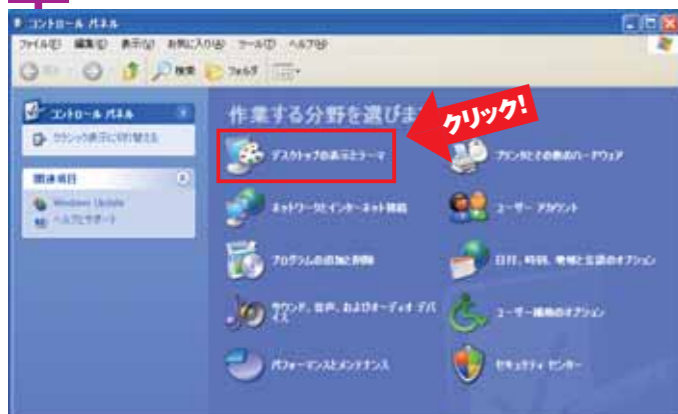 コントロール パネル
ファイル(F) 編集(E) 表示(V) お気に入り(A) ツール(T) ヘルプ(H)
検索 フォルダ
コントロール パネル
クラシック表示に切り替える
関連項目
Windows Update
ヘルプとサポート
作業する分野を選びま
クリック!
デスクトップの表示とテーマ
プリンタとその他のハードウェア
ネットワークとインターネット接続
ユーザー アカウント
プログラムの追加と削除
日付、時刻、地域と言語のオプション
サウンド、音声、およびオーディオ デバイス
ユーザー補助のオプション
パフォーマンスとメンテナンス
セキュリティ センター